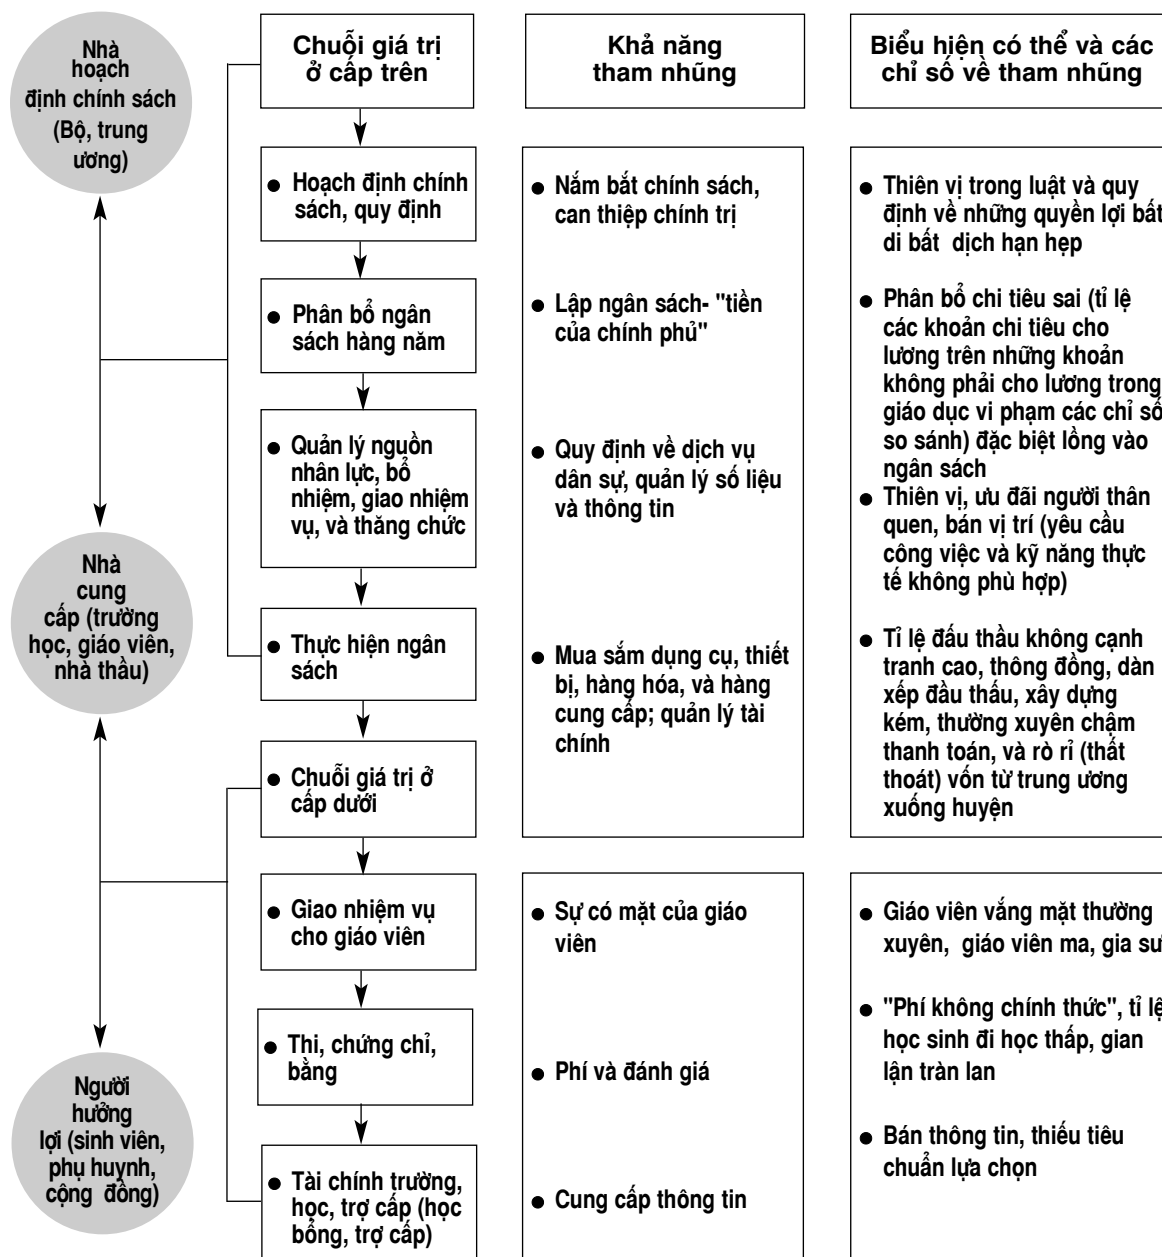 Nhà
hoạch
định chính sách
(Bộ, trung
ương)
Nhà
cung
cấp (trường
học, giáo viên,
nhà thầu)
Người
hưởng
lợi (sinh viên,
phụ huynh,
cộng đồng)
Chuỗi giá trị
ở cấp trên
● Hoạch định chính
sách, quy định
● Phân bổ ngân
sách hàng năm
● Quản lý nguồn
nhân lực, bổ
nhiệm, giao nhiệm
vụ, và thăng chức
● Thực hiện ngân
sách
● Chuỗi giá trị ở
cấp dưới
● Giao nhiệm vụ
cho giáo viên
● Thi, chứng chỉ,
bằng
● Tài chính trường,
học, trợ cấp (học
bổng, trợ cấp)
Khả năng
tham nhũng
● Nắm bắt chính sách,
can thiệp chính trị
● Lập ngân sách- "tiền
của chính phủ"
● Quy định về dịch vụ
dân sự, quản lý số liệu
và thông tin
● Mua sắm dụng cụ, thiết
bị, hàng hóa, và hàng
cung cấp; quản lý tài
chính
● Sự có mặt của giáo
viên
● Phí và đánh giá
● Cung cấp thông tin
Biểu hiện có thể và các
chỉ số về tham nhũng
● Thiên vị trong luật và quy
định về những quyền lợi bất
di bất dịch hạn hẹp
● Phân bổ chi tiêu sai (tỉ lệ
các khoản chi tiêu cho
lương trên những khoản
không phải cho lương trong
giáo dục vi phạm các chỉ số
so sánh) đặc biệt lồng vào
ngân sách
● Thiên vị, ưu đãi người thân
quen, bán vị trí (yêu cầu
công việc và kỹ năng thực
tế không phù hợp)
● Tỉ lệ đấu thầu không cạnh
tranh cao, thông đồng, dàn
xếp đầu thấu, xây dựng
kém, thường xuyên chậm
thanh toán, và rò rỉ (thất
thoát) vốn từ trung ương
xuống huyện
● Giáo viên vắng mặt thường
xuyên, giáo viên ma, gia sư
● "Phí không chính thức", tỉ lệ
học sinh đi học thấp, gian
lận tràn lan
● Bán thông tin, thiếu tiêu
chuẩn lựa chọn